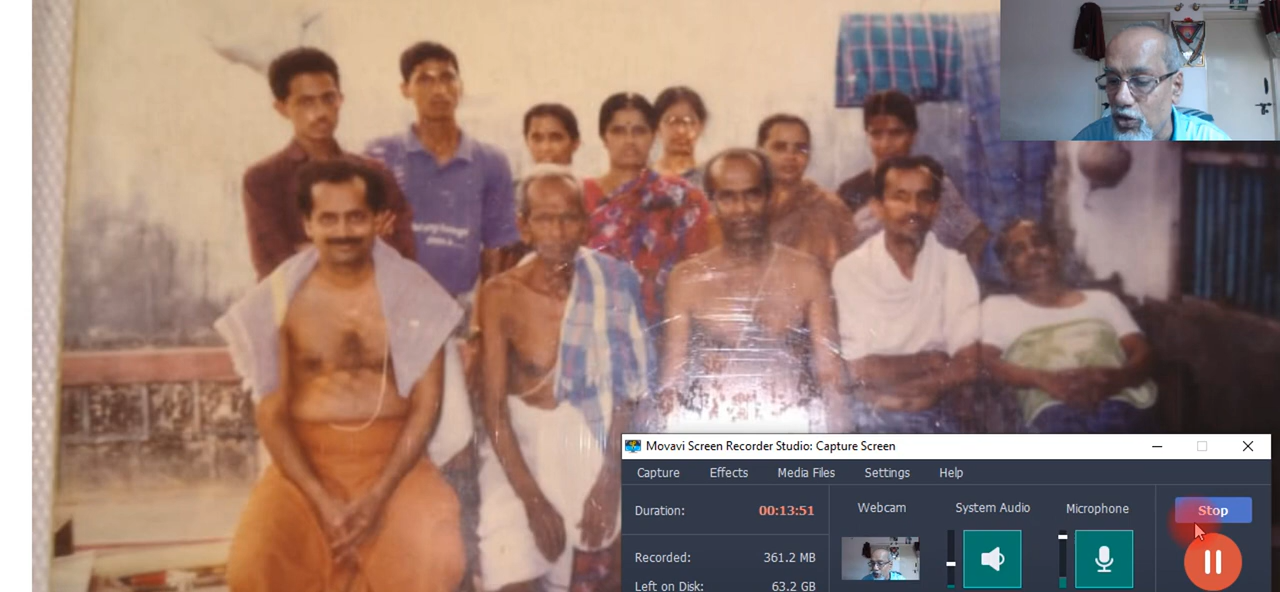 Movavi Screen Recorder Studio: Capture Screen
Capture Effects Media Files Settings Help
Duration: 00:13:51
Webcam System Audio Microphone
Stop
Recorded: 361.2 MB
Left on Disk: 63.2 GB